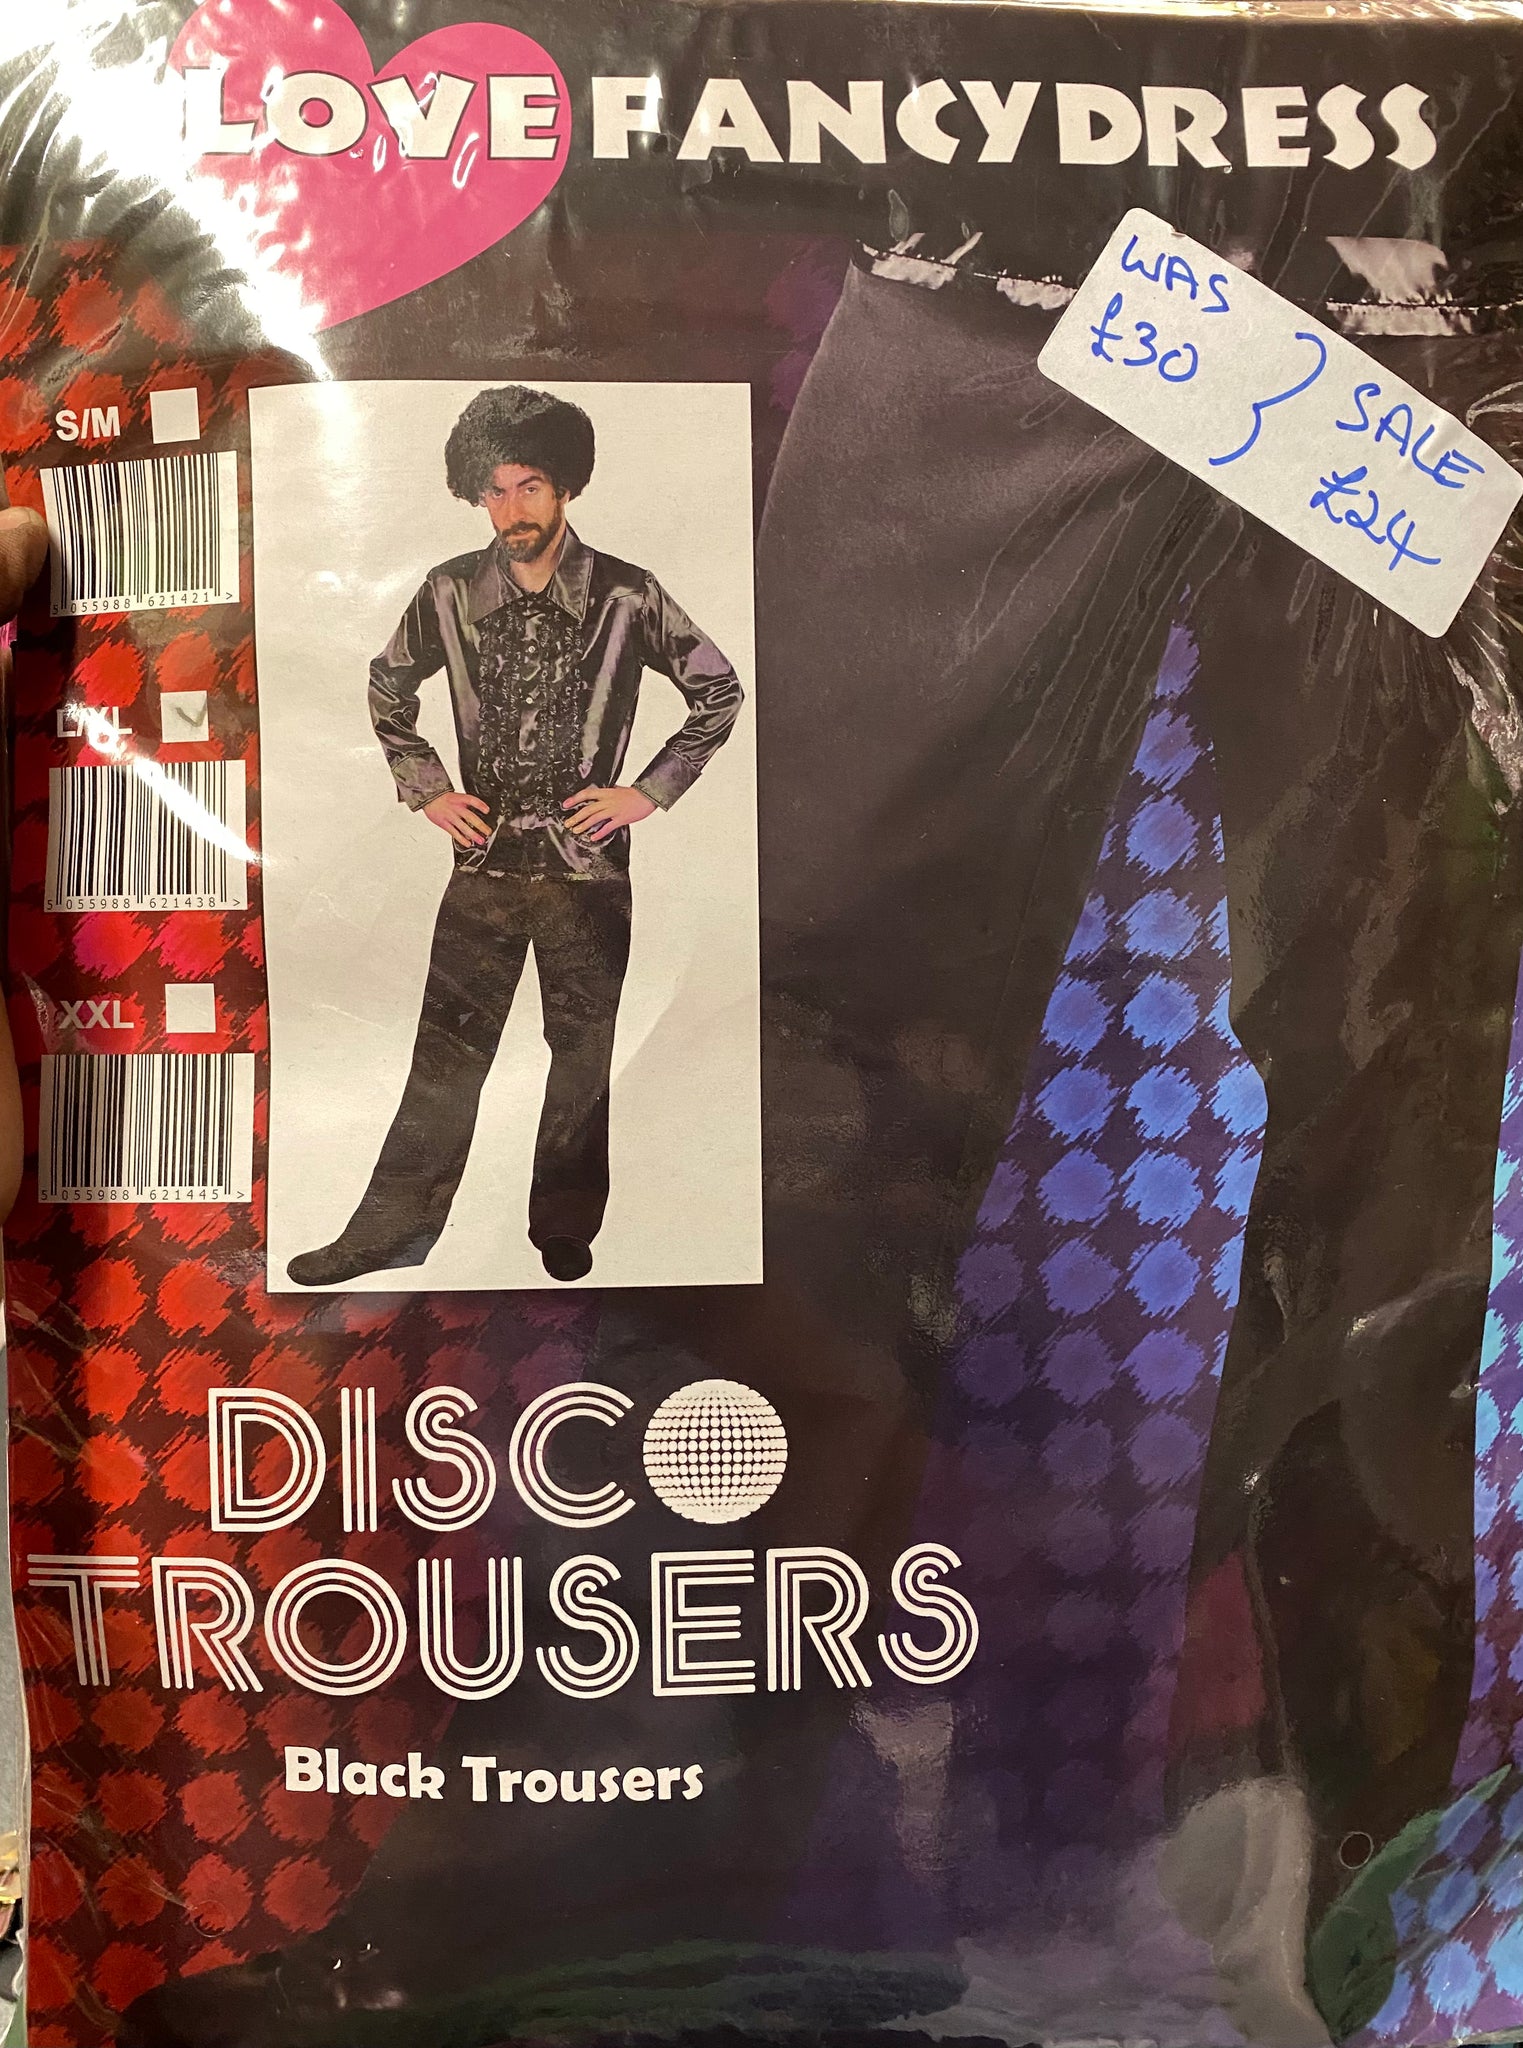 LOVE FANCYDRESS
WAS
£30
SALE
£24
S/M
5 055988 621421 >
L/XL
5 055988 621438 >
XXL
5 055988 621445 >
DISCO
TROUSERS
Black Trousers